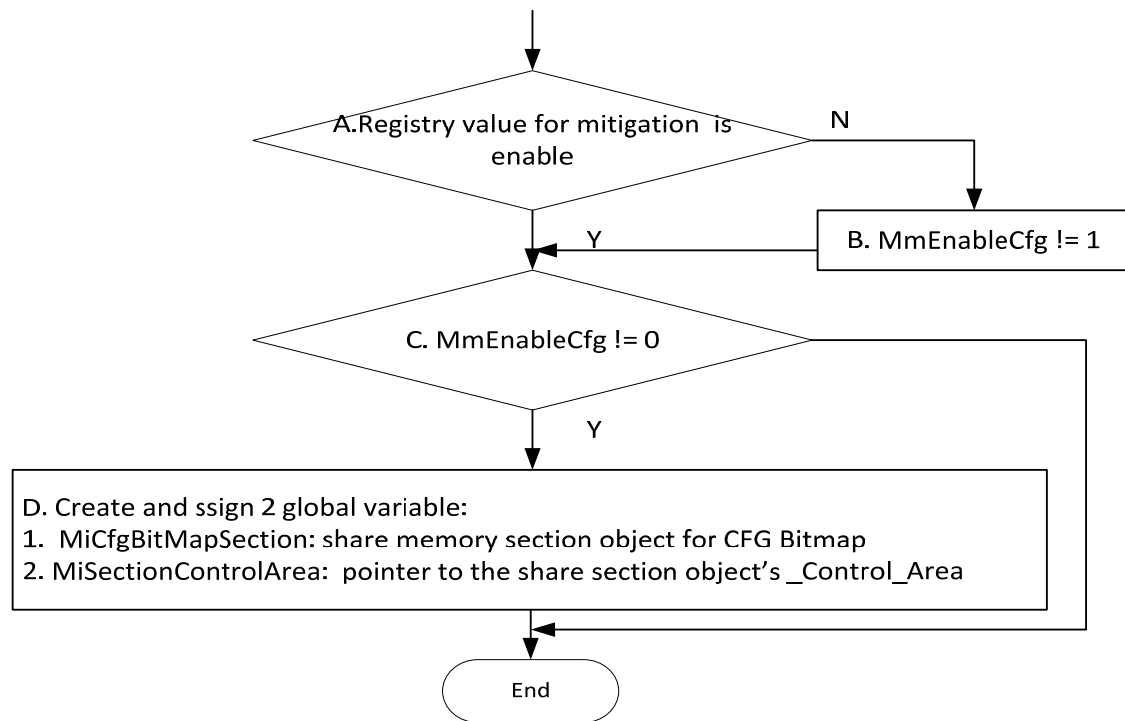 A.Registry value for mitigation is
enable
N
B. MmEnableCfg != 1
Y
C. MmEnableCfg != 0
Y
D. Create and ssign 2 global variable:
1. MiCfgBitMapSection: share memory section object for CFG Bitmap
2. MiSectionControlArea: pointer to the share section object’s _Control_Area
End